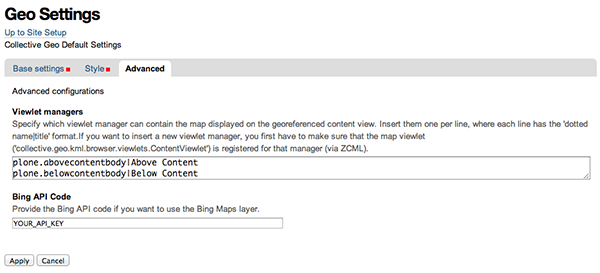 Geo Settings
Up to Site Setup
Collective Geo Default Settings
Base settings Style Advanced
Advanced configurations
Viewlet managers
Specify which viewlet manager can contain the map displayed on the georeferenced content view. Insert them one per line, where each line has the 'dotted
name|title' format.If you want to insert a new viewlet manager, you first have to make sure that the map viewlet
('collective.geo.kml.browser.viewlets.ContentViewlet') is registered for that manager (via ZCML).
plone.abovecontentbody|Above Content
plone.belowcontentbody|Below Content
Bing API Code
Provide the Bing API code if you want to use the Bing Maps layer.
YOUR_API_KEY
Apply Cancel